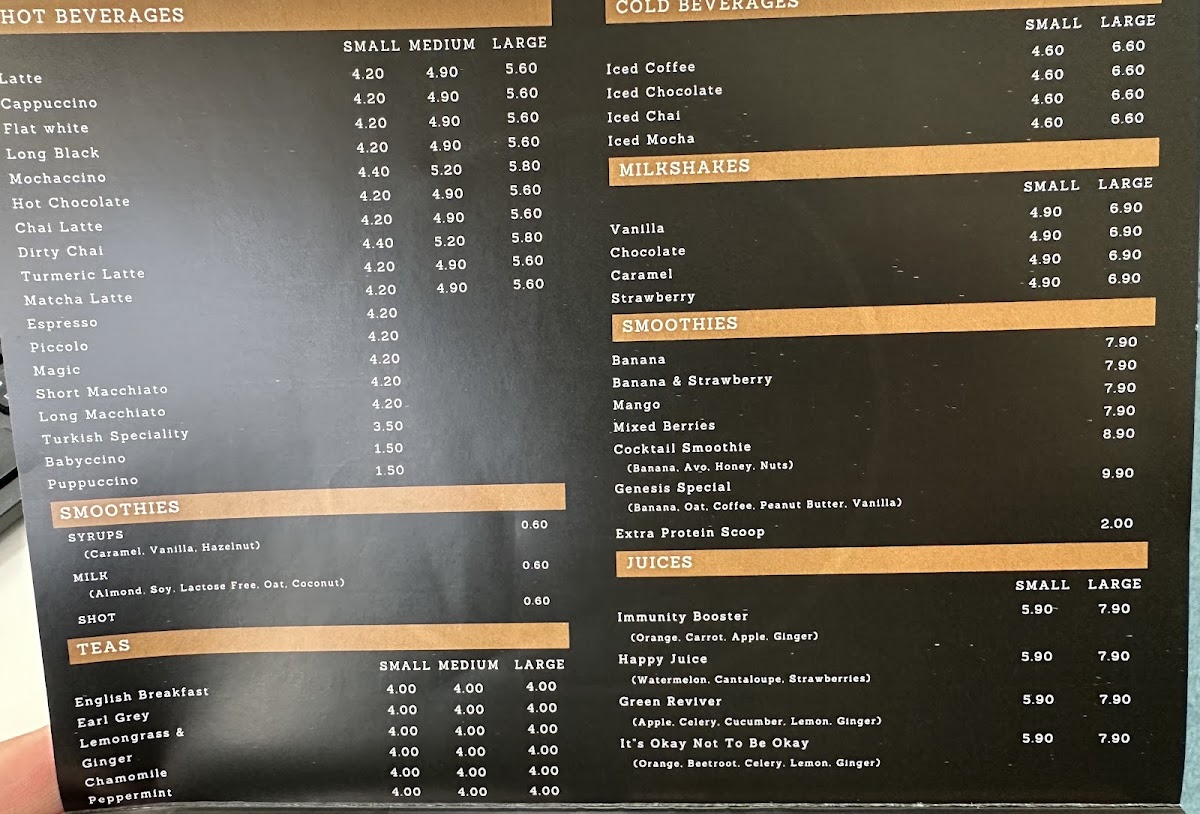 HOT BEVERAGES
SMALL MEDIUM LARGE
Latte 4.20 4.90 5.60
Cappuccino 4.20 4.90 5.60
Flat white 4.20 4.90 5.60
Long Black 4.20 4.90 5.60
Mochaccino 4.40 5.20 5.80
Hot Chocolate 4.20 4.90 5.60
Chai Latte 4.20 4.90 5.60
Dirty Chai 4.40 5.20 5.80
Turmeric Latte 4.20 4.90 5.60
Matcha Latte 4.20 4.90 5.60
Espresso 4.20
Piccolo 4.20
Magic 4.20
Short Macchiato 4.20
Long Macchiato 4.20
Turkish Speciality 3.50
Babyccino 1.50
Puppuccino 1.50
SMOOTHIES
SYRUPS 0.60
(Caramel, Vanilla, Hazelnut)
MILK 0.60
(Almond, Soy, Lactose Free, Oat, Coconut)
SHOT 0.60
TEAS
SMALL MEDIUM LARGE
English Breakfast 4.00 4.00 4.00
Earl Grey 4.00 4.00 4.00
Lemongrass & 4.00 4.00 4.00
Ginger 4.00 4.00 4.00
Chamomile 4.00 4.00 4.00
Peppermint 4.00 4.00 4.00
COLD BEVERAGES
SMALL LARGE
Iced Coffee 4.60 6.60
Iced Chocolate 4.60 6.60
Iced Chai 4.60 6.60
Iced Mocha 4.60 6.60
MILKSHAKES
SMALL LARGE
Vanilla 4.90 6.90
Chocolate 4.90 6.90
Caramel 4.90 6.90
Strawberry 4.90 6.90
SMOOTHIES
Banana 7.90
Banana & Strawberry 7.90
Mango 7.90
Mixed Berries 7.90
Cocktail Smoothie 8.90
(Banana, Avo, Honey, Nuts)
Genesis Special 9.90
(Banana, Oat, Coffee, Peanut Butter, Vanilla)
Extra Protein Scoop 2.00
JUICES
SMALL LARGE
Immunity Booster 5.90 7.90
(Orange, Carrot, Apple, Ginger)
Happy Juice 5.90 7.90
(Watermelon, Cantaloupe, Strawberries)
Green Reviver 5.90 7.90
(Apple, Celery, Cucumber, Lemon, Ginger)
It"s Okay Not To Be Okay 5.90 7.90
(Orange, Beetroot, Celery, Lemon, Ginger)